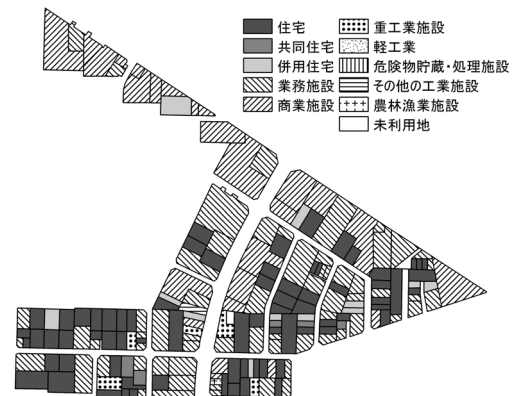 住宅
共同住宅
併用住宅
業務施設
商業施設
重工業施設
軽工業
危険物貯蔵・処理施設
その他の工業施設
農林漁業施設
未利用地